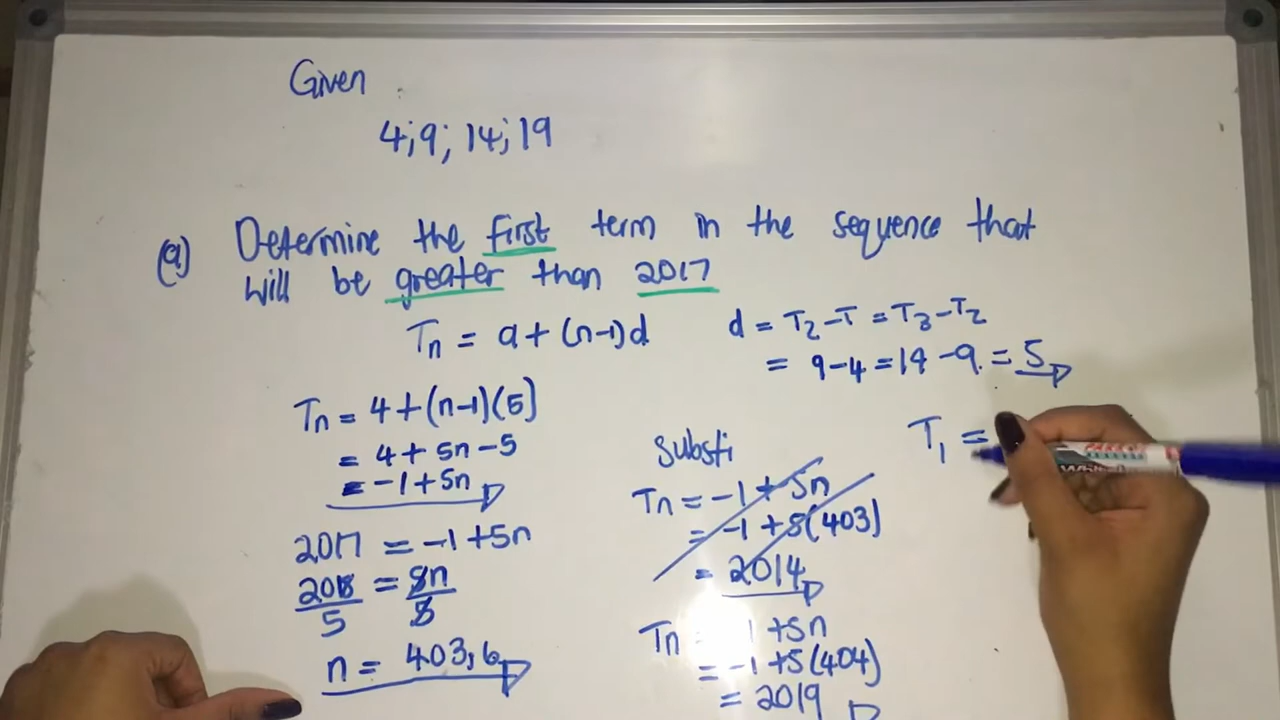 Given
4; 9; 14; 19
(a) Determine the first term in the sequence that
will be greater than 2017
Tn = a + (n-1)d
d = T2 - T = T3 - T2
= 9-4 = 14 - 9 = 5
Tn = 4 + (n-1)(5)
= 4 + 5n - 5
= -1 + 5n
2017 = -1 + 5n
2018/5 = 5n/5
n = 403,6
Substi
Tn = -1 + 5n
= -1 + 5(403)
= 2014
Tn = 1 + 5n
= -1 + 5(404)
= 2019
T1 =